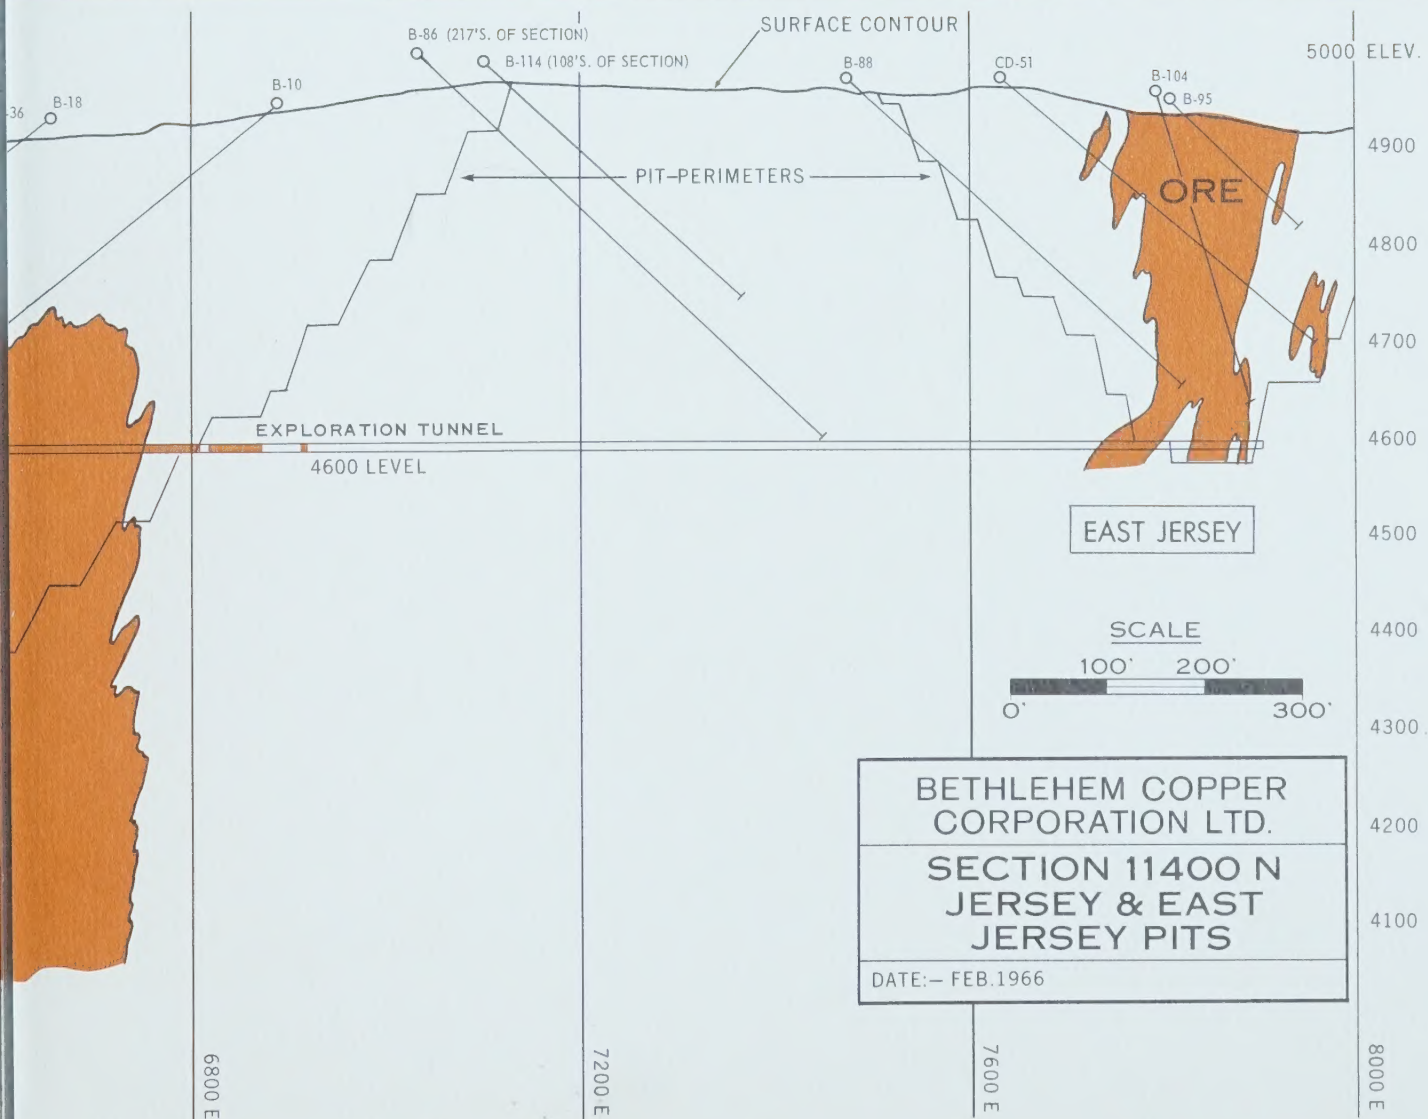 B-86 (217'S. OF SECTION)
SURFACE CONTOUR
5000 ELEV.
B-114 (108'S. OF SECTION)
B-88
CD-51
B-104
B-95
B-10
B-18
-36
4900
PIT-PERIMETERS
ORE
4800
4700
EXPLORATION TUNNEL
4600
4600 LEVEL
EAST JERSEY
4500
SCALE
4400
100' 200'
0' 300'
4300
BETHLEHEM COPPER
CORPORATION LTD.
4200
SECTION 11400 N
JERSEY & EAST
JERSEY PITS
4100
DATE:- FEB.1966
6800 E
7200 E
7600 E
8000 E